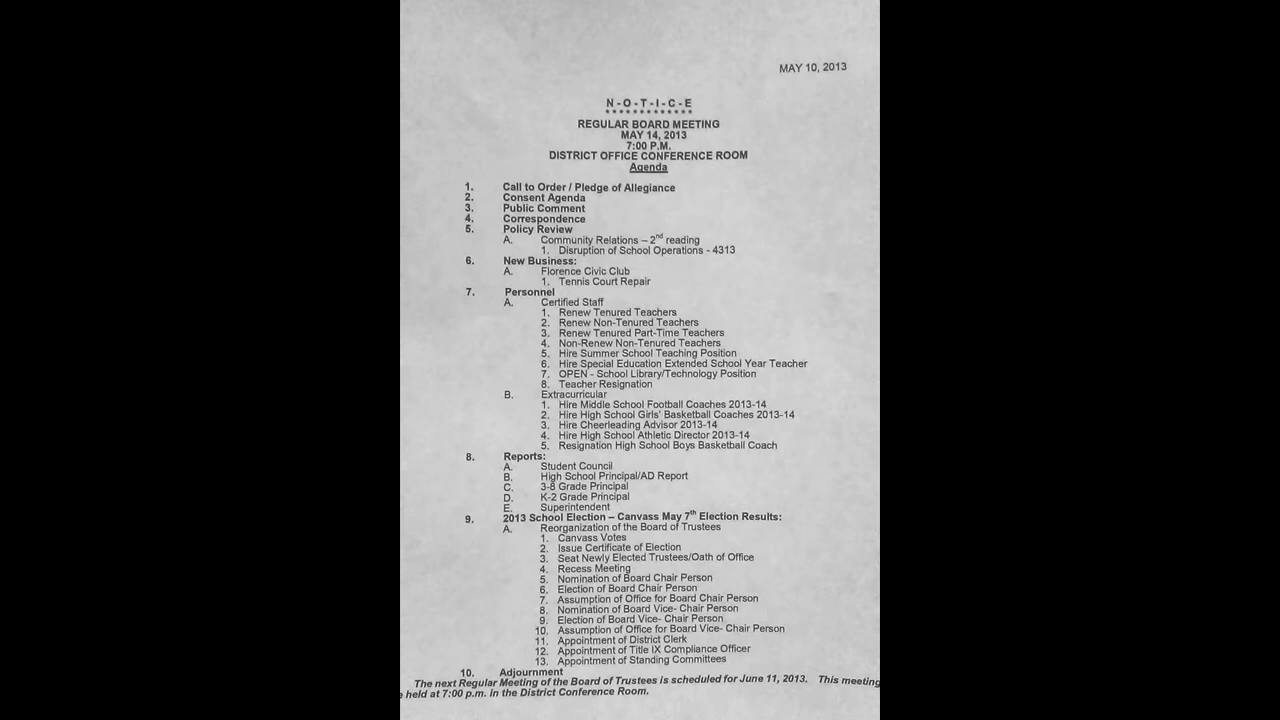 MAY 10, 2013
N-O-T-I-C-E
*************
REGULAR BOARD MEETING
MAY 14, 2013
7:00 P.M.
DISTRICT OFFICE CONFERENCE ROOM
Agenda
1. Call to Order / Pledge of Allegiance
2. Consent Agenda
3. Public Comment
4. Correspondence
5. Policy Review
A. Community Relations – 2nd reading
1. Disruption of School Operations - 4313
6. New Business:
A. Florence Civic Club
1. Tennis Court Repair
7. Personnel
A. Certified Staff
1. Renew Tenured Teachers
2. Renew Non-Tenured Teachers
3. Renew Tenured Part-Time Teachers
4. Non-Renew Non-Tenured Teachers
5. Hire Summer School Teaching Position
6. Hire Special Education Extended School Year Teacher
7. OPEN - School Library/Technology Position
8. Teacher Resignation
B. Extracurricular
1. Hire Middle School Football Coaches 2013-14
2. Hire High School Girls' Basketball Coaches 2013-14
3. Hire Cheerleading Advisor 2013-14
4. Hire High School Athletic Director 2013-14
5. Resignation High School Boys Basketball Coach
8. Reports:
A. Student Council
B. High School Principal/AD Report
C. 3-8 Grade Principal
D. K-2 Grade Principal
E. Superintendent
9. 2013 School Election – Canvass May 7th Election Results:
A. Reorganization of the Board of Trustees
1. Canvass Votes
2. Issue Certificate of Election
3. Seat Newly Elected Trustees/Oath of Office
4. Recess Meeting
5. Nomination of Board Chair Person
6. Election of Board Chair Person
7. Assumption of Office for Board Chair Person
8. Nomination of Board Vice- Chair Person
9. Election of Board Vice- Chair Person
10. Assumption of Office for Board Vice- Chair Person
11. Appointment of District Clerk
12. Appointment of Title IX Compliance Officer
13. Appointment of Standing Committees
10. Adjournment
The next Regular Meeting of the Board of Trustees is scheduled for June 11, 2013. This meeting
e held at 7:00 p.m. in the District Conference Room.